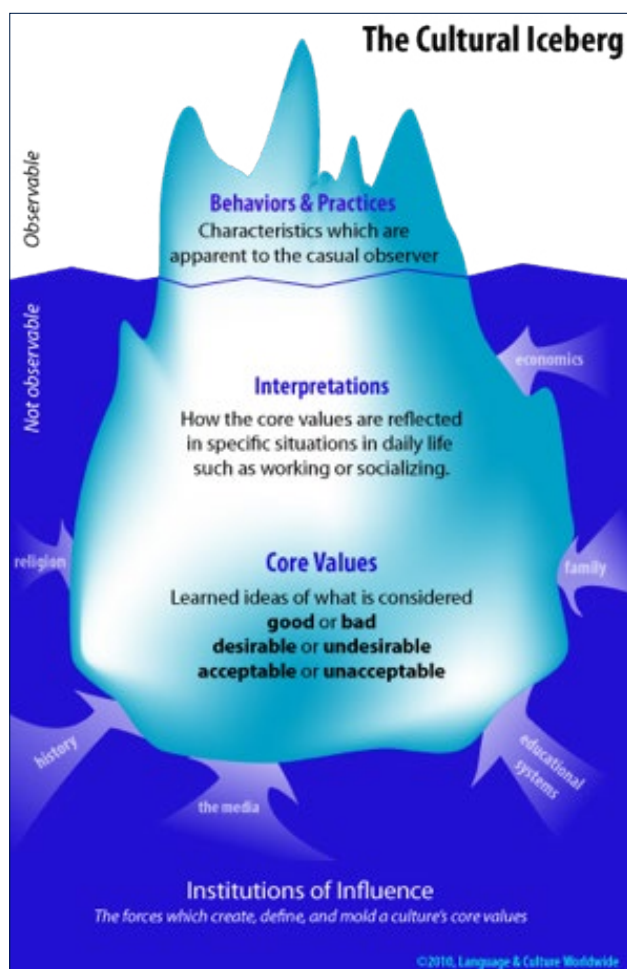 The Cultural Iceberg
Observable
Behaviors & Practices
Characteristics which are
apparent to the casual observer
Not observable
economics
Interpretations
How the core values are reflected
in specific situations in daily life
such as working or socializing.
religion
family
Core Values
Learned ideas of what is considered
good or bad
desirable or undesirable
acceptable or unacceptable
history
the media
educational
systems
Institutions of Influence
The forces which create, define, and mold a culture's core values
©2010, Language & Culture Worldwide